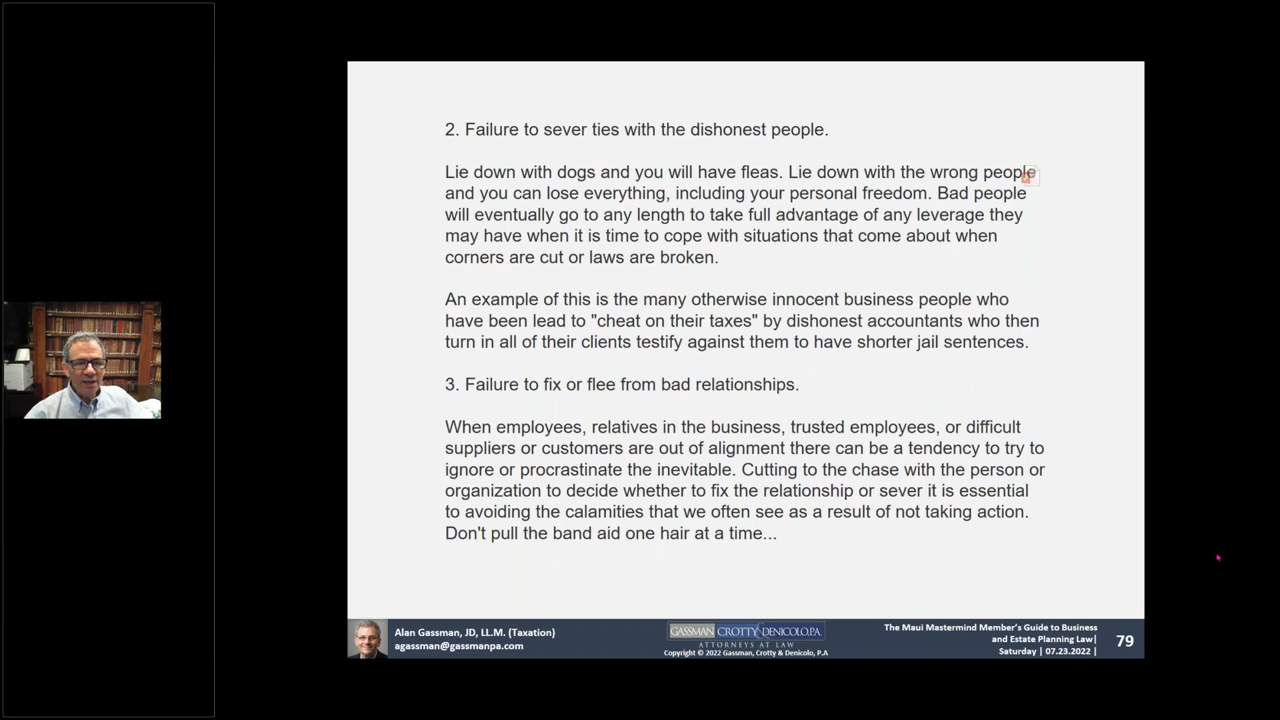 2. Failure to sever ties with the dishonest people.
Lie down with dogs and you will have fleas. Lie down with the wrong people
and you can lose everything, including your personal freedom. Bad people
will eventually go to any length to take full advantage of any leverage they
may have when it is time to cope with situations that come about when
corners are cut or laws are broken.
An example of this is the many otherwise innocent business people who
have been lead to "cheat on their taxes" by dishonest accountants who then
turn in all of their clients testify against them to have shorter jail sentences.
3. Failure to fix or flee from bad relationships.
When employees, relatives in the business, trusted employees, or difficult
suppliers or customers are out of alignment there can be a tendency to try to
ignore or procrastinate the inevitable. Cutting to the chase with the person or
organization to decide whether to fix the relationship or sever it is essential
to avoiding the calamities that we often see as a result of not taking action.
Don't pull the band aid one hair at a time...
Alan Gassman, JD, LL.M. (Taxation)
agassman@gassmanpa.com
GASSMAN CROTTY & DENICOLO, P.A.
ATTORNEYS AT LAW
Copyright © 2022 Gassman, Crotty & Denicolo, P.A
The Maui Mastermind Member's Guide to Business
and Estate Planning Law|
Saturday | 07.23.2022 |
79